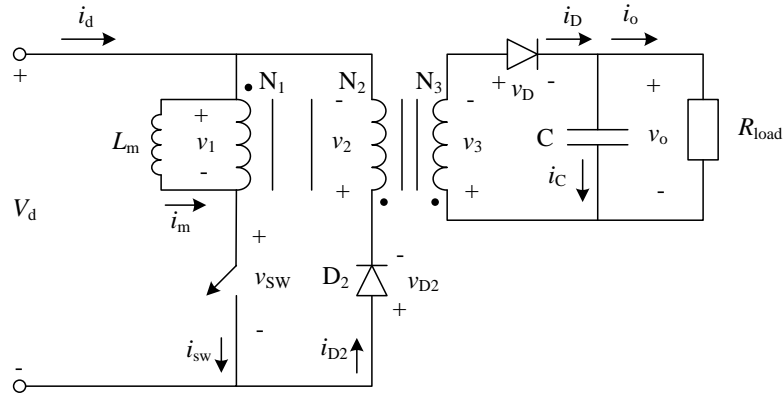 i_d
i_D
i_o
+
N_1
N_2
N_3
+
v_D
-
+
-
-
+
L_m
v_1
v_2
v_3
C
v_o
R_load
-
i_C
+
+
-
i_m
V_d
+
-
v_SW
D_2
v_D2
+
-
i_sw
i_D2
-